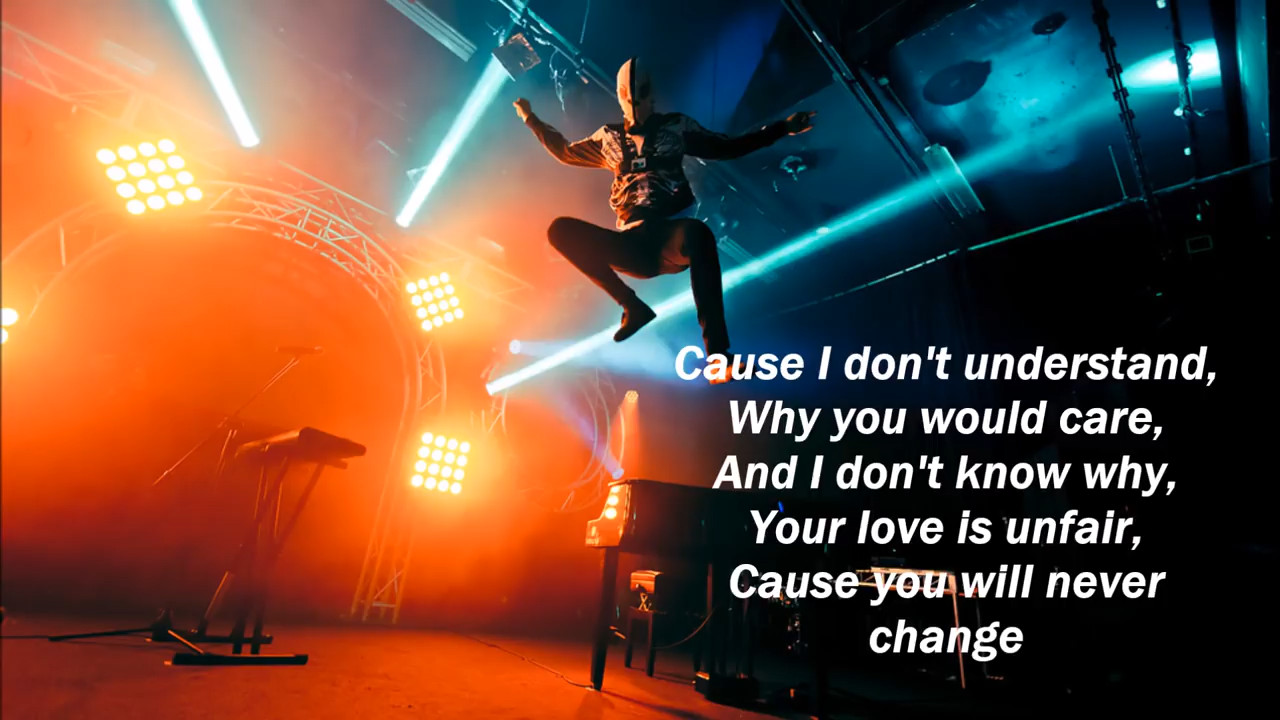 Cause I don't understand,
Why you would care,
And I don't know why,
Your love is unfair,
Cause you will never
change